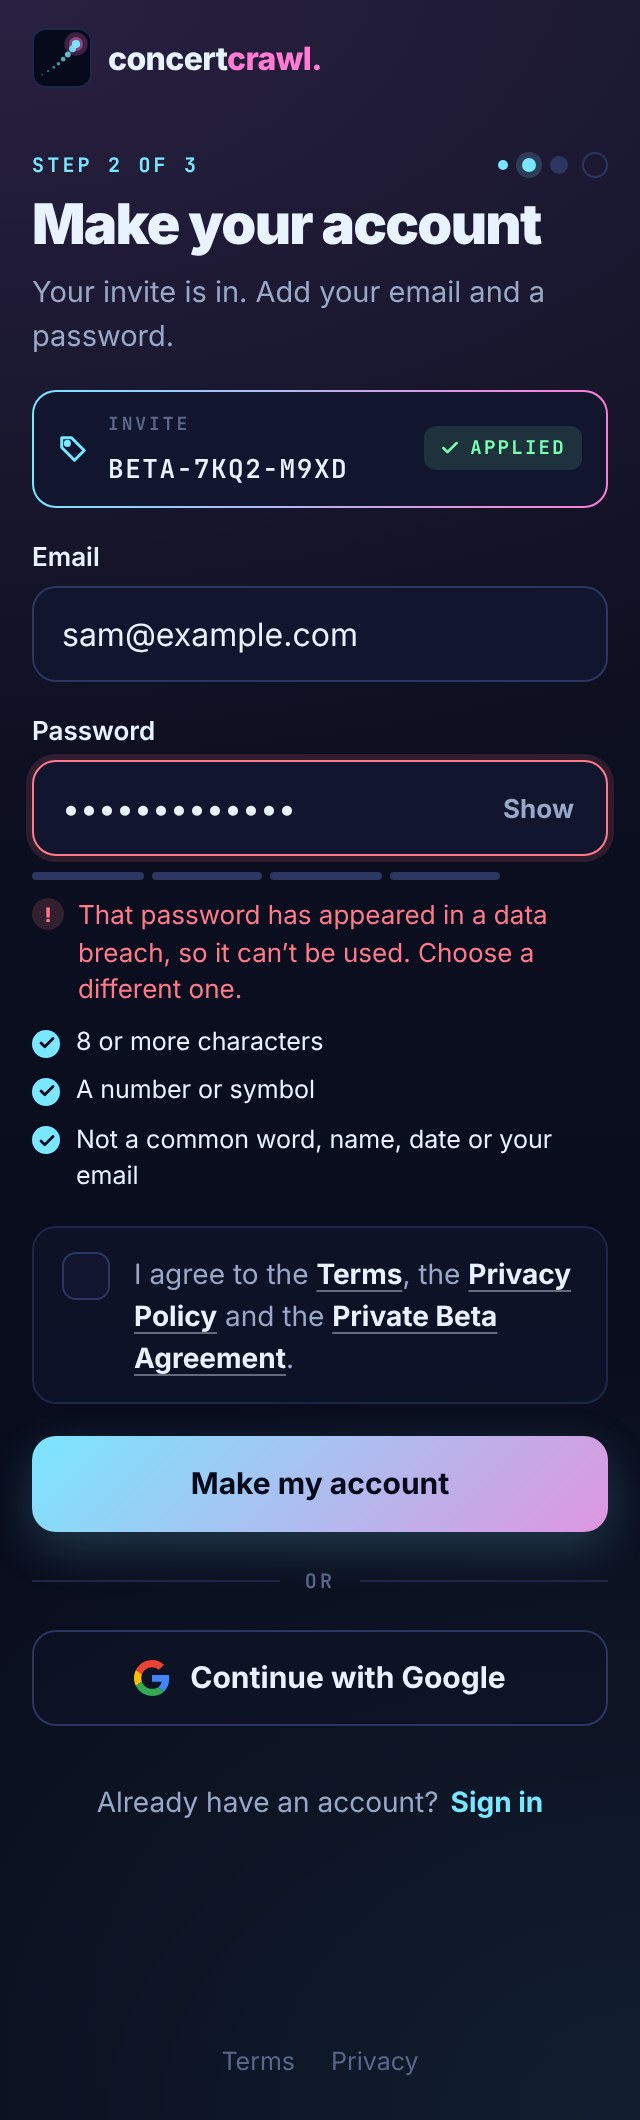 concertcrawl.
STEP 2 OF 3
Make your account
Your invite is in. Add your email and a
password.
INVITE
BETA-7KQ2-M9XD
APPLIED
Email
sam@example.com
Password
•••••••••••••
Show
! That password has appeared in a data
breach, so it can’t be used. Choose a
different one.
8 or more characters
A number or symbol
Not a common word, name, date or your
email
I agree to the Terms, the Privacy
Policy and the Private Beta
Agreement.
Make my account
OR
Continue with Google
Already have an account? Sign in
Terms Privacy